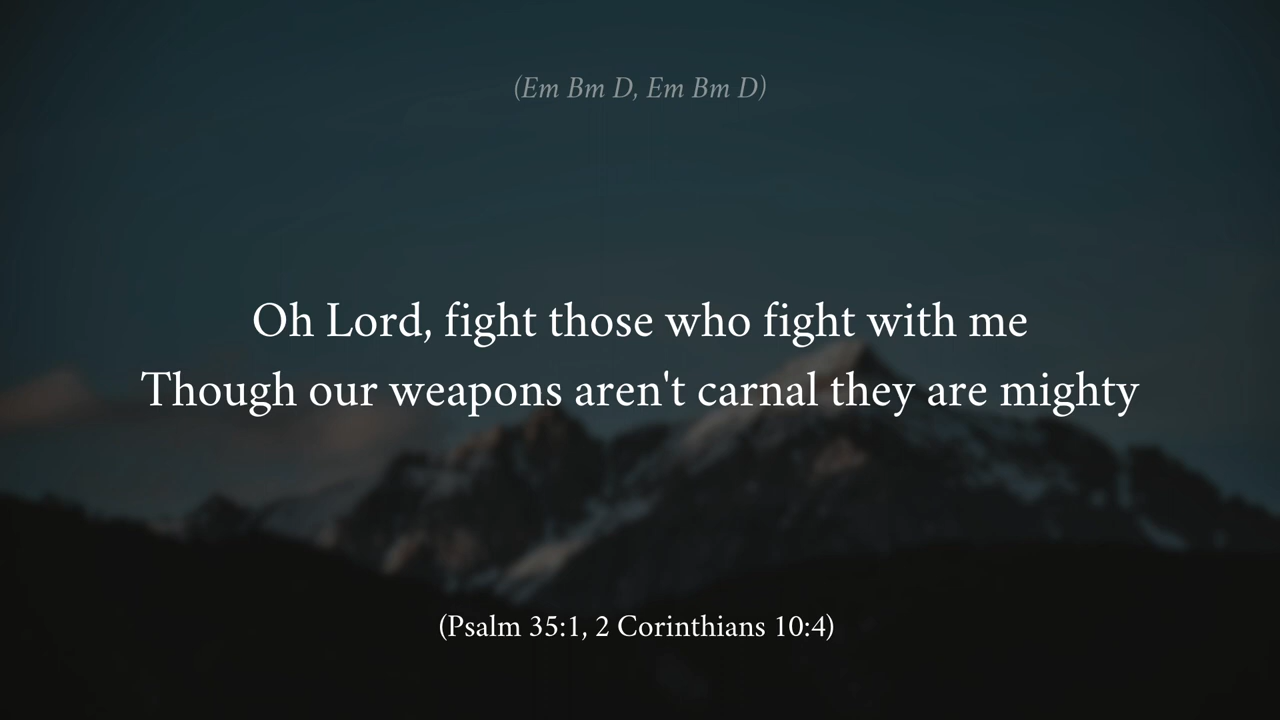 (Em Bm D, Em Bm D)
Oh Lord, fight those who fight with me
Though our weapons aren't carnal they are mighty
(Psalm 35:1, 2 Corinthians 10:4)